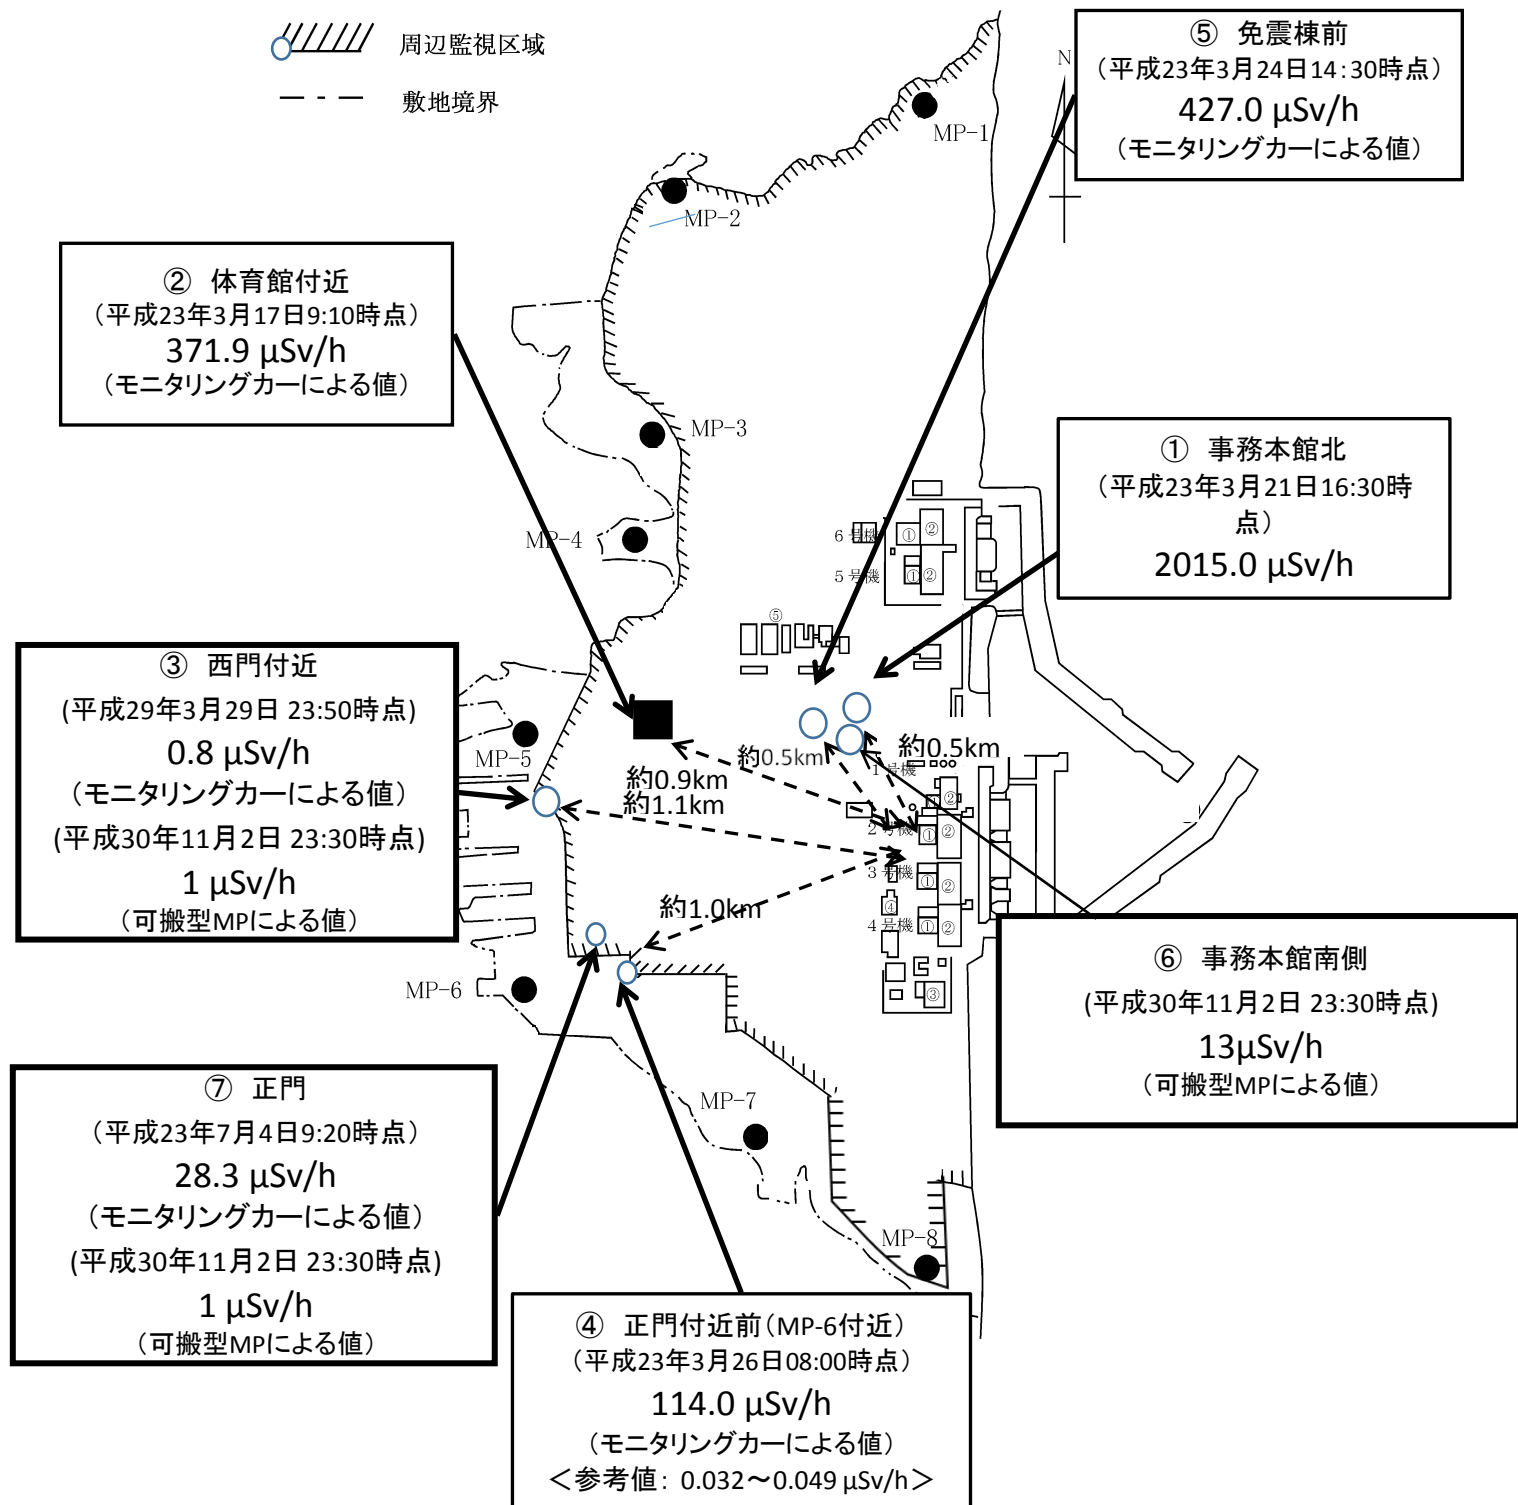 周辺監視区域
敷地境界
⑤ 免震棟前
（平成23年3月24日14:30時点）
427.0 μSv/h
（モニタリングカーによる値）
N
MP-1
MP-2
② 体育館付近
（平成23年3月17日9:10時点）
371.9 μSv/h
（モニタリングカーによる値）
MP-3
① 事務本館北
（平成23年3月21日16:30時
点）
2015.0 μSv/h
MP-4
6号機
①
②
5号機
①
②
⑤
③ 西門付近
(平成29年3月29日 23:50時点)
0.8 μSv/h
（モニタリングカーによる値）
(平成30年11月2日 23:30時点)
1 μSv/h
（可搬型MPによる値）
MP-5
約0.5km
約0.5km
約0.9km
約1.1km
1号機
①
②
2号機
①
②
3号機
①
②
④
4号機
①
②
③
約1.0km
MP-6
⑥ 事務本館南側
(平成30年11月2日 23:30時点)
13μSv/h
（可搬型MPによる値）
⑦ 正門
（平成23年7月4日9:20時点）
28.3 μSv/h
（モニタリングカーによる値）
(平成30年11月2日 23:30時点)
1 μSv/h
（可搬型MPによる値）
MP-7
MP-8
④ 正門付近前（MP-6付近）
（平成23年3月26日08:00時点）
114.0 μSv/h
（モニタリングカーによる値）
＜参考値: 0.032～0.049 μSv/h＞